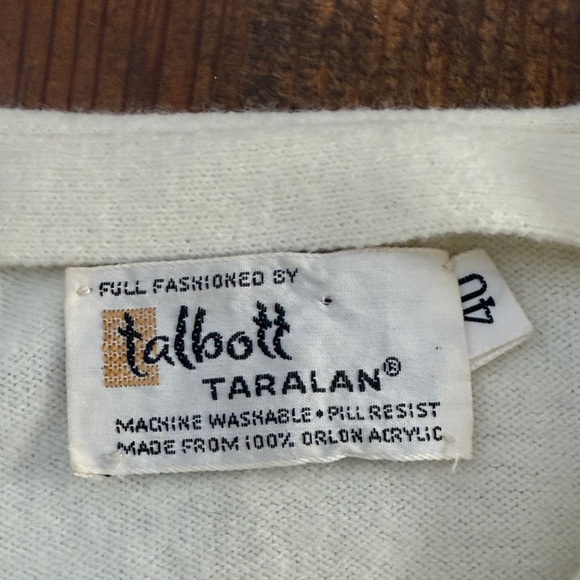 FULL FASHIONED BY
talbott
TARALAN®
MACHINE WASHABLE • PILL RESIST
MADE FROM 100% ORLON ACRYLIC
40